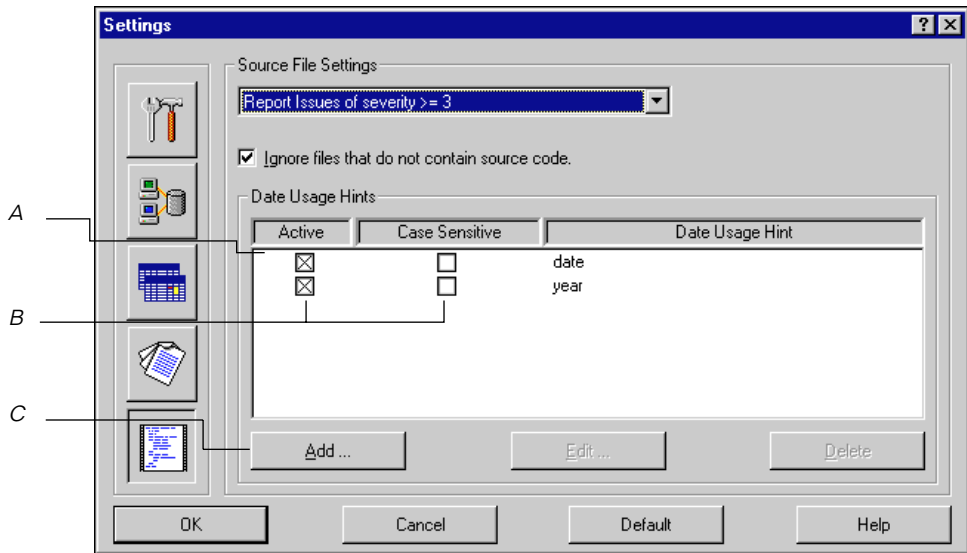 Settings
Source File Settings
Report Issues of severity >= 3
Ignore files that do not contain source code.
Date Usage Hints
A
Active Case Sensitive Date Usage Hint
date
year
B
C
Add ... Edit ... Delete
OK Cancel Default Help